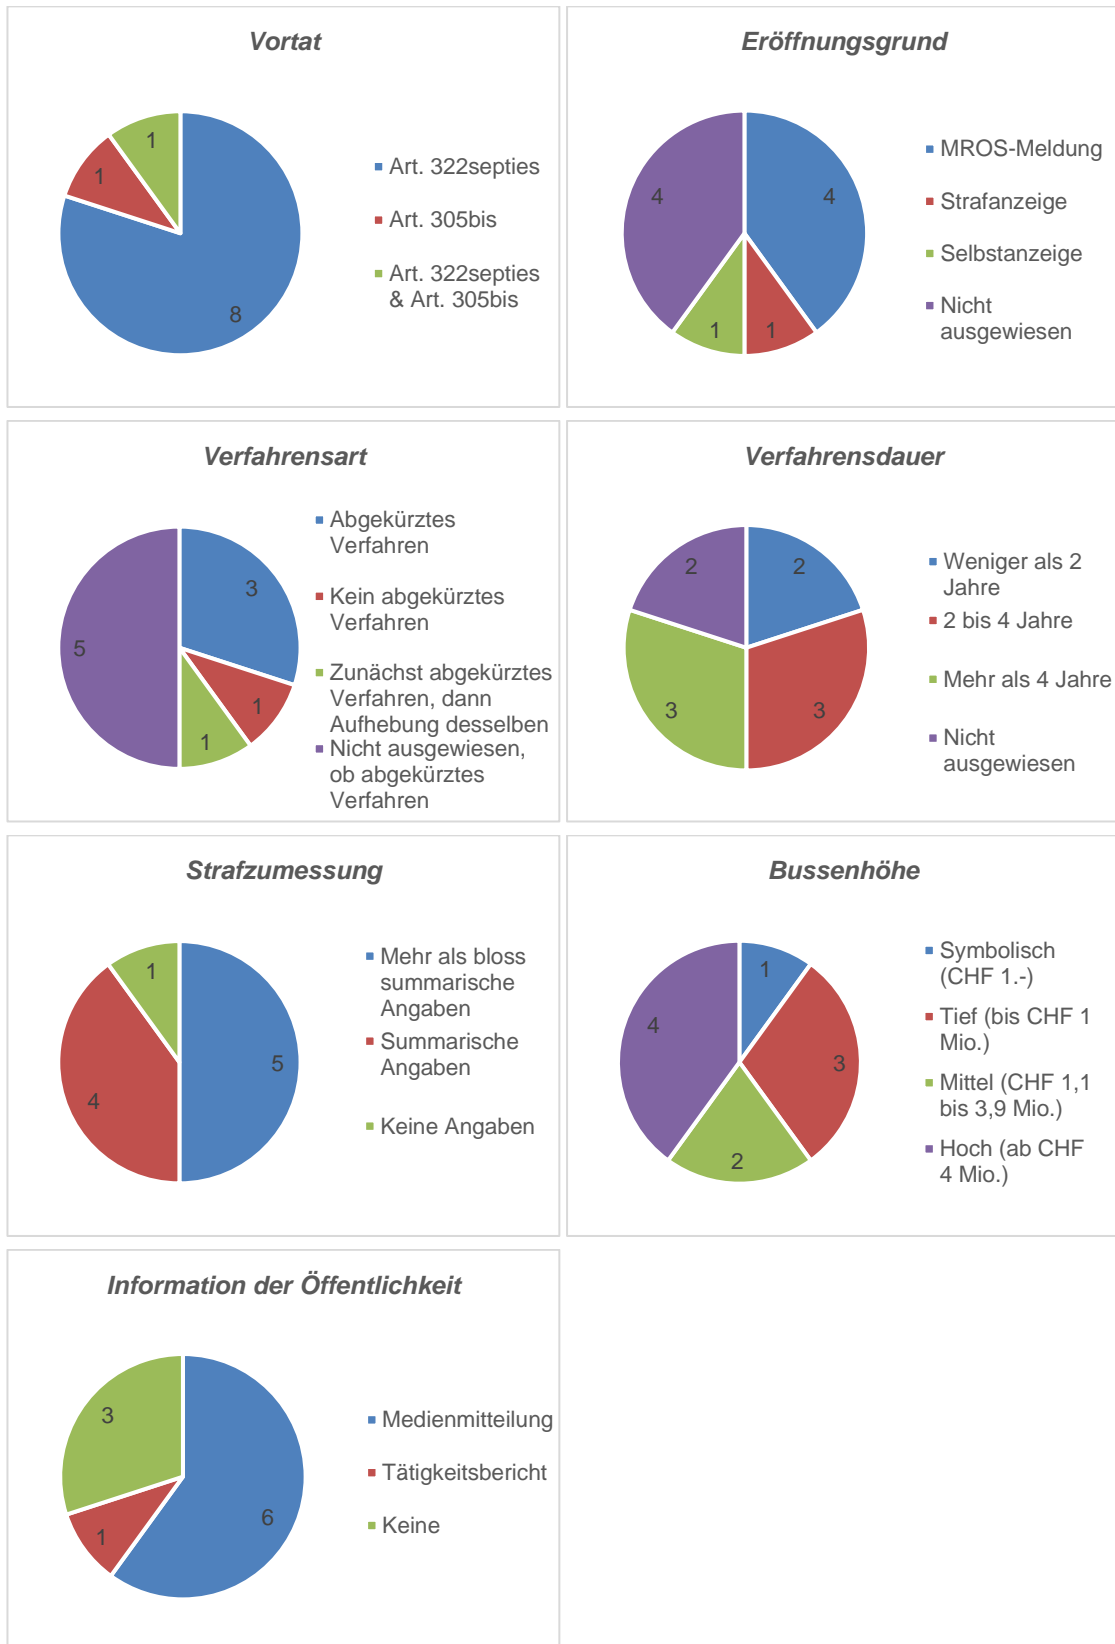 Vortat
1
1
8
Art. 322septies
Art. 305bis
Art. 322septies
& Art. 305bis
Eröffnungsgrund
4
4
1
1
MROS-Meldung
Strafanzeige
Selbstanzeige
Nicht
ausgewiesen
Verfahrensart
3
5
1
1
Abgekürztes
Verfahren
Kein abgekürztes
Verfahren
Zunächst abgekürztes
Verfahren, dann
Aufhebung desselben
Nicht ausgewiesen,
ob abgekürztes
Verfahren
Verfahrensdauer
2
2
3
3
Weniger als 2
Jahre
2 bis 4 Jahre
Mehr als 4 Jahre
Nicht
ausgewiesen
Strafzumessung
1
5
4
Mehr als bloss
summarische
Angaben
Summarische
Angaben
Keine Angaben
Bussenhöhe
1
4
3
2
Symbolisch
(CHF 1.-)
Tief (bis CHF 1
Mio.)
Mittel (CHF 1,1
bis 3,9 Mio.)
Hoch (ab CHF
4 Mio.)
Information der Öffentlichkeit
3
6
1
Medienmitteilung
Tätigkeitsbericht
Keine